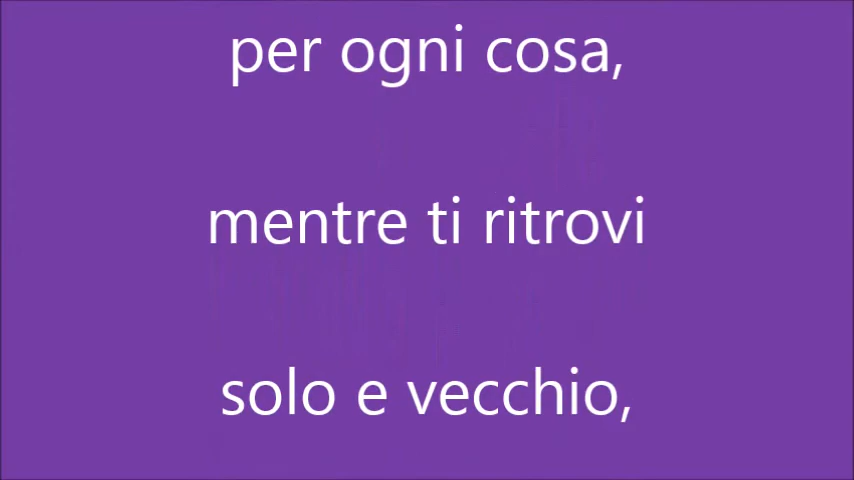 per ogni cosa,
mentre ti ritrovi
solo e vecchio,